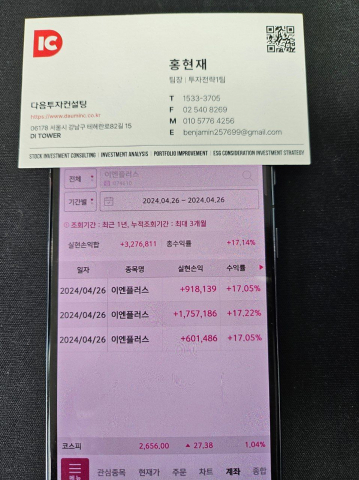 IC
홍현재
팀장 | 투자전략1팀
다음투자컨설팅
06178 서울시 강남구 테헤란로82길 15
DI TOWER
T 1533-3705
F 02 540 8269
M 010 5776 4256
E benjamin257699@gmail.com
STOCK INVESTMENT CONSULTING / INVESTMENT ANALYSIS / PORTFOLIO IMPROVEMENT / ESG CONSIDERATION INVESTMENT STRATEGY
전체 이엔플러스
기간별 2024.04.26 ~ 2024.04.26
조회기간 : 최근 1년, 누적조회기간 : 최대 3개월
실현손익합 +3,276,811 총수익률 +17,14%
일자 종목명 실현손익 수익률
2024/04/26 이엔플러스 +918,139 +17.05%
2024/04/26 이엔플러스 +1,757,186 +17.22%
2024/04/26 이엔플러스 +601,486 +17.05%
코스피 2,656.00 ▲ 27.38 1.04%
메뉴 관심종목 현재가 주문 차트 계좌 종합